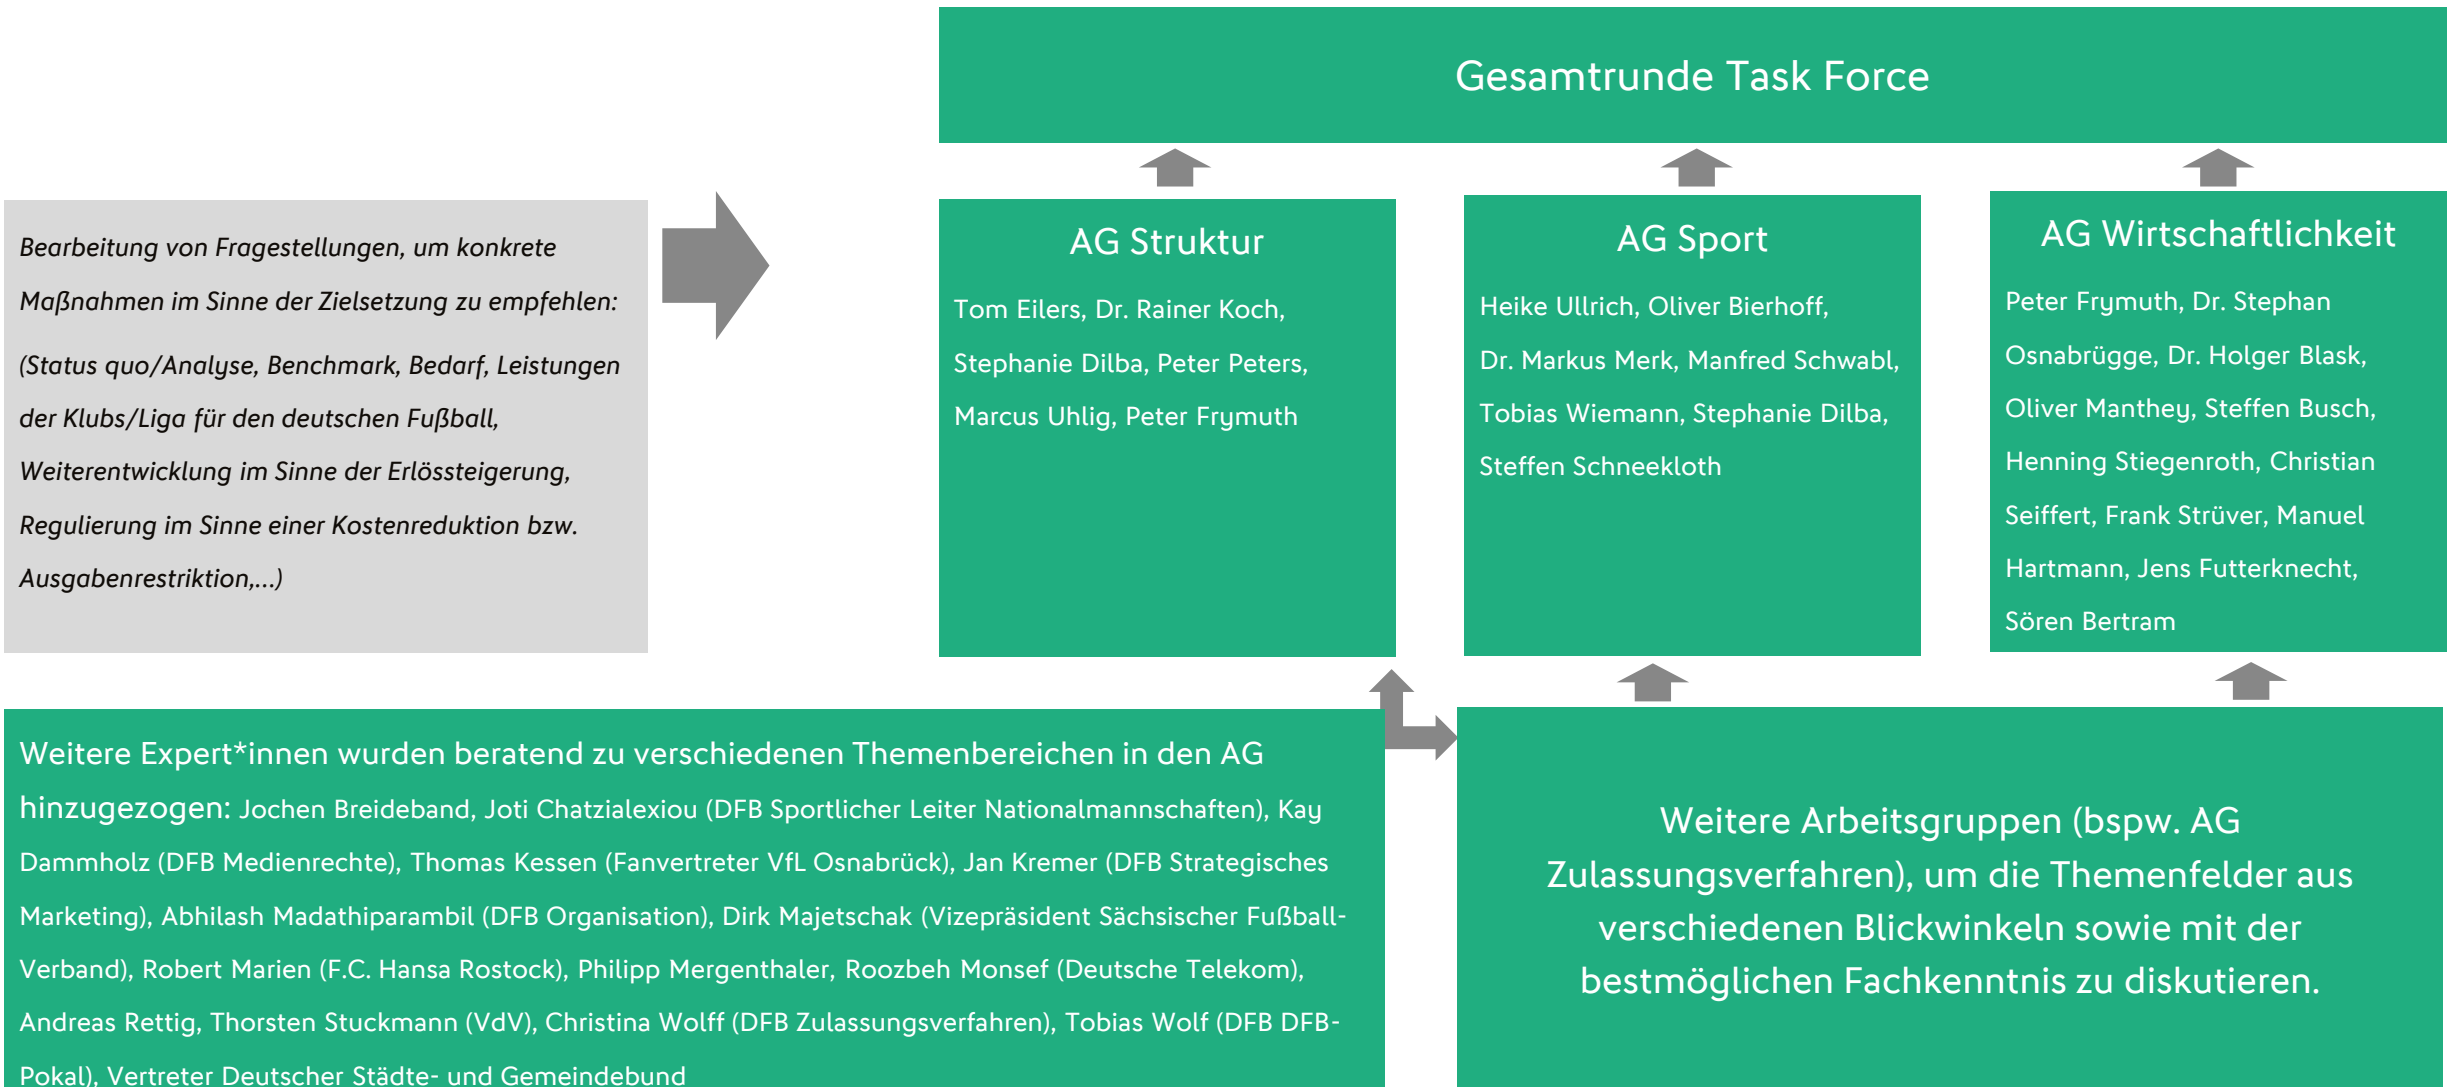 Gesamtrunde Task Force
Bearbeitung von Fragestellungen, um konkrete
Maßnahmen im Sinne der Zielsetzung zu empfehlen:
(Status quo/Analyse, Benchmark, Bedarf, Leistungen
der Klubs/Liga für den deutschen Fußball,
Weiterentwicklung im Sinne der Erlössteigerung,
Regulierung im Sinne einer Kostenreduktion bzw.
Ausgabenrestriktion,...)
AG Struktur
Tom Eilers, Dr. Rainer Koch,
Stephanie Dilba, Peter Peters,
Marcus Uhlig, Peter Frymuth
AG Sport
Heike Ullrich, Oliver Bierhoff,
Dr. Markus Merk, Manfred Schwabl,
Tobias Wiemann, Stephanie Dilba,
Steffen Schneekloth
AG Wirtschaftlichkeit
Peter Frymuth, Dr. Stephan
Osnabrügge, Dr. Holger Blask,
Oliver Manthey, Steffen Busch,
Henning Stiegenroth, Christian
Seiffert, Frank Strüver, Manuel
Hartmann, Jens Futterknecht,
Sören Bertram
Weitere Expert*innen wurden beratend zu verschiedenen Themenbereichen in den AG
hinzugezogen: Jochen Breideband, Joti Chatzialexiou (DFB Sportlicher Leiter Nationalmannschaften), Kay
Dammholz (DFB Medienrechte), Thomas Kessen (Fanvertreter VfL Osnabrück), Jan Kremer (DFB Strategisches
Marketing), Abhilash Madathiparambil (DFB Organisation), Dirk Majetschak (Vizepräsident Sächsischer Fußball-
Verband), Robert Marien (F.C. Hansa Rostock), Philipp Mergenthaler, Roozbeh Monsef (Deutsche Telekom),
Andreas Rettig, Thorsten Stuckmann (VdV), Christina Wolff (DFB Zulassungsverfahren), Tobias Wolf (DFB DFB-
Pokal), Vertreter Deutscher Städte- und Gemeindebund
Weitere Arbeitsgruppen (bspw. AG
Zulassungsverfahren), um die Themenfelder aus
verschiedenen Blickwinkeln sowie mit der
bestmöglichen Fachkenntnis zu diskutieren.